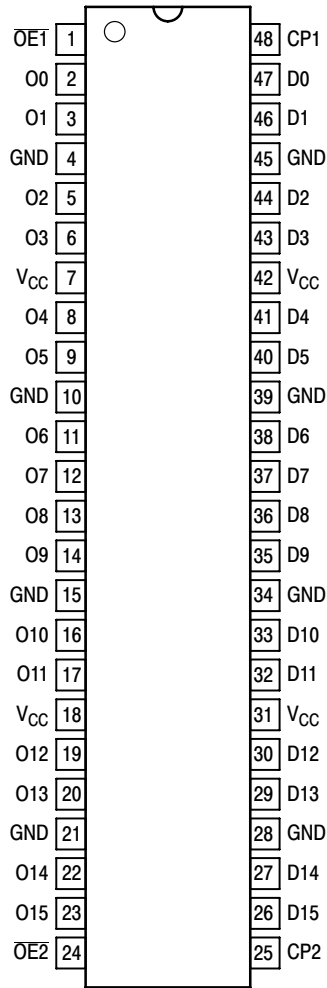 O̅E̅1̅ 1 48 CP1
O0 2 47 D0
O1 3 46 D1
GND 4 45 GND
O2 5 44 D2
O3 6 43 D3
VCC 7 42 VCC
O4 8 41 D4
O5 9 40 D5
GND 10 39 GND
O6 11 38 D6
O7 12 37 D7
O8 13 36 D8
O9 14 35 D9
GND 15 34 GND
O10 16 33 D10
O11 17 32 D11
VCC 18 31 VCC
O12 19 30 D12
O13 20 29 D13
GND 21 28 GND
O14 22 27 D14
O15 23 26 D15
O̅E̅2̅ 24 25 CP2